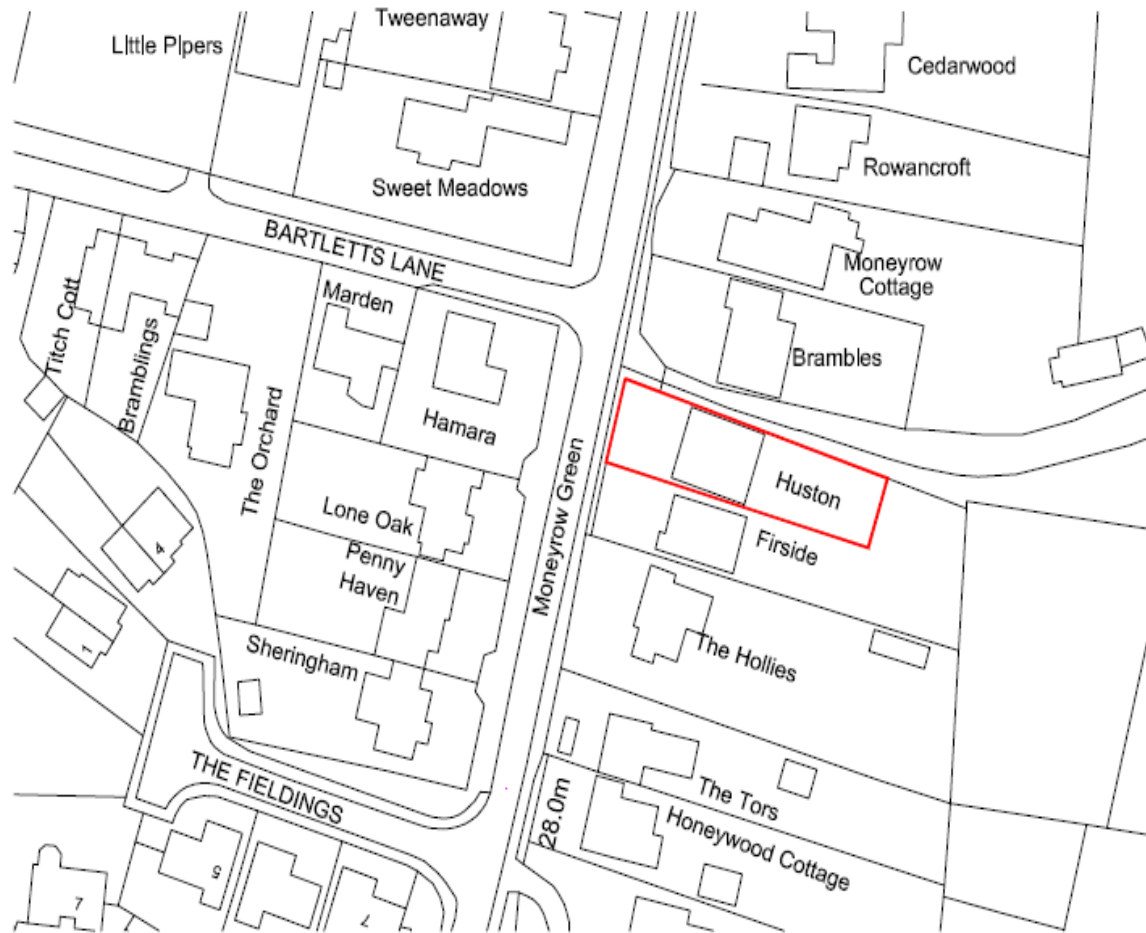 Tweenaway
Little Pipers
Cedarwood
Rowancroft
Sweet Meadows
BARTLETTS LANE
Moneyrow
Cottage
Marden
Titch Cott
Bramblings
Brambles
The Orchard
Hamara
Moneyrow Green
Huston
Lone Oak
Firside
Penny
Haven
4
1
Sheringham
The Hollies
THE FIELDINGS
28.0m
The Tors
Honeywood Cottage
5
7
7